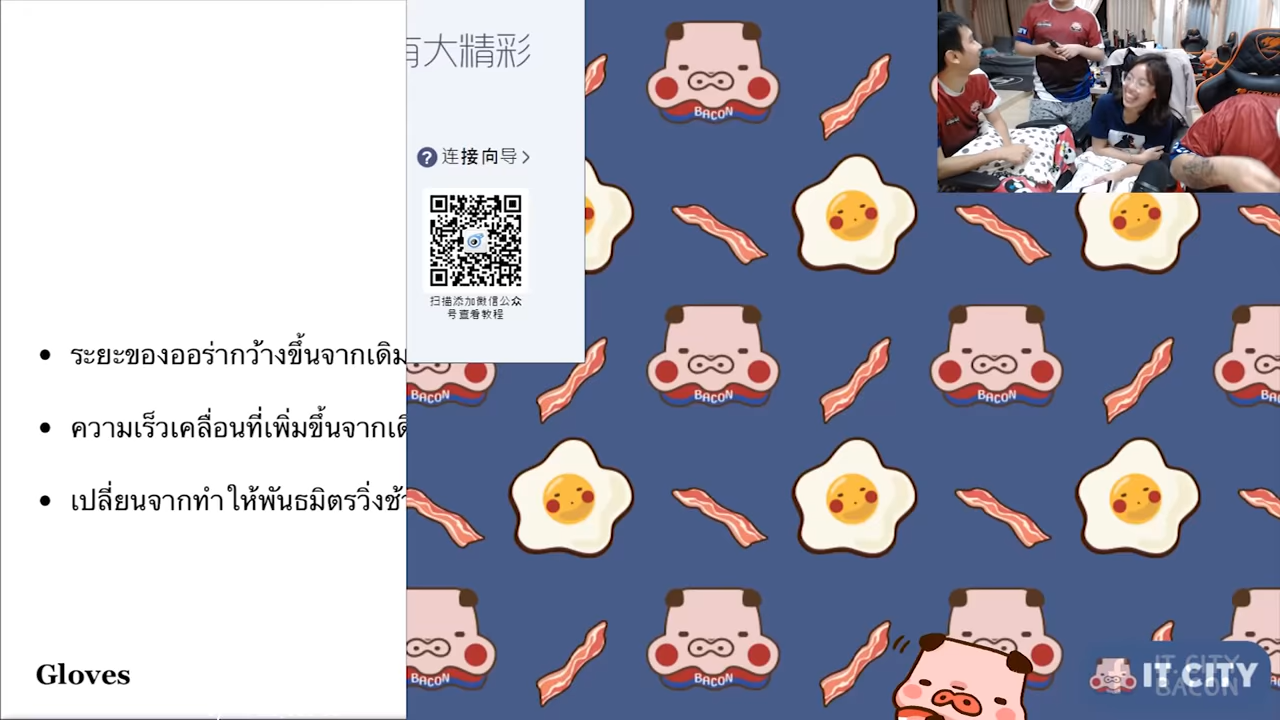 有大精彩
连接向导
扫描添加微信公众
号查看教程
ระยะของออร่ากว้างขึ้นจากเดิม
ความเร็วเคลื่อนที่เพิ่มขึ้นจากเดิ
เปลี่ยนจากทำให้พันธมิตรวิ่งช้า
Gloves
BACON
BACON
BACON
BACON
BACON
BACON
BACON
IT CITY
IT CITY
BACON